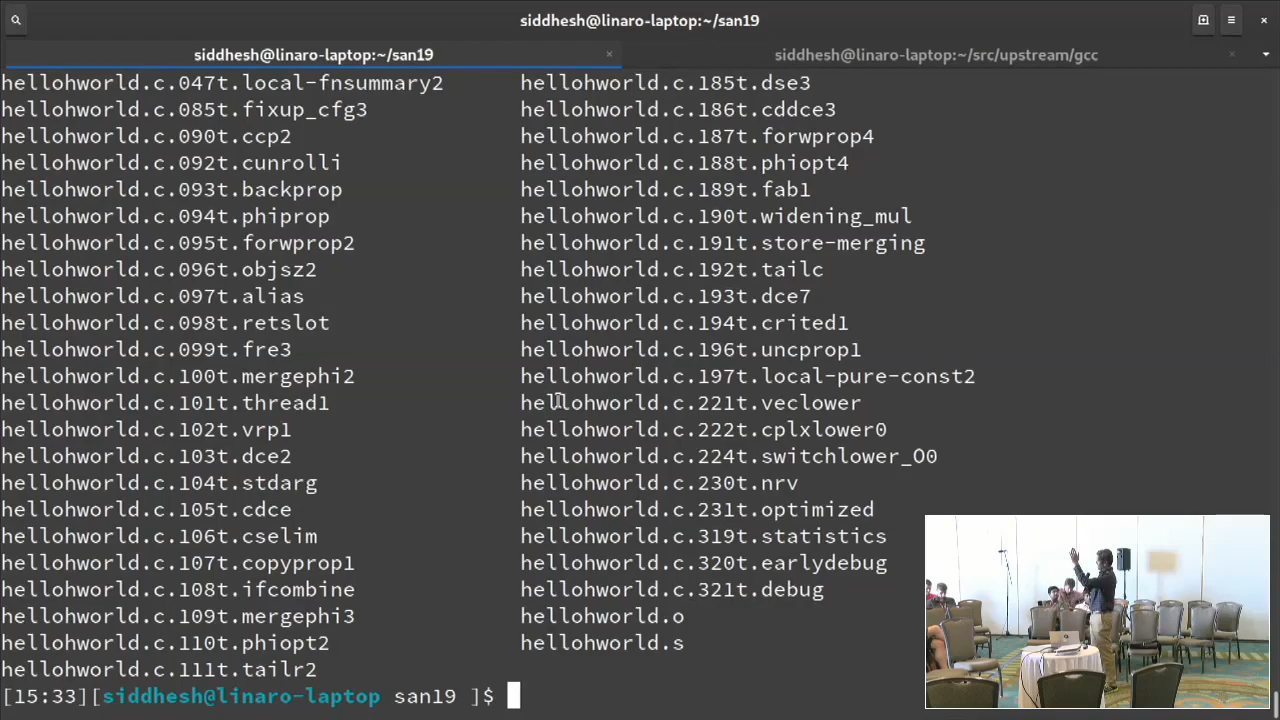 siddhesh@linaro-laptop:~/san19
siddhesh@linaro-laptop:~/san19
siddhesh@linaro-laptop:~/src/upstream/gcc
hellohworld.c.047t.local-fnsummary2
hellohworld.c.085t.fixup_cfg3
hellohworld.c.090t.ccp2
hellohworld.c.092t.cunrolli
hellohworld.c.093t.backprop
hellohworld.c.094t.phiprop
hellohworld.c.095t.forwprop2
hellohworld.c.096t.objsz2
hellohworld.c.097t.alias
hellohworld.c.098t.retslot
hellohworld.c.099t.fre3
hellohworld.c.100t.mergephi2
hellohworld.c.101t.thread1
hellohworld.c.102t.vrp1
hellohworld.c.103t.dce2
hellohworld.c.104t.stdarg
hellohworld.c.105t.cdce
hellohworld.c.106t.cselim
hellohworld.c.107t.copyprop1
hellohworld.c.108t.ifcombine
hellohworld.c.109t.mergephi3
hellohworld.c.110t.phiopt2
hellohworld.c.111t.tailr2
hellohworld.c.185t.dse3
hellohworld.c.186t.cddce3
hellohworld.c.187t.forwprop4
hellohworld.c.188t.phiopt4
hellohworld.c.189t.fab1
hellohworld.c.190t.widening_mul
hellohworld.c.191t.store-merging
hellohworld.c.192t.tailc
hellohworld.c.193t.dce7
hellohworld.c.194t.crited1
hellohworld.c.196t.uncprop1
hellohworld.c.197t.local-pure-const2
hellohworld.c.221t.veclower
hellohworld.c.222t.cplxlower0
hellohworld.c.224t.switchlower_O0
hellohworld.c.230t.nrv
hellohworld.c.231t.optimized
hellohworld.c.319t.statistics
hellohworld.c.320t.earlydebug
hellohworld.c.321t.debug
hellohworld.o
hellohworld.s
[15:33][siddhesh@linaro-laptop san19 ]$